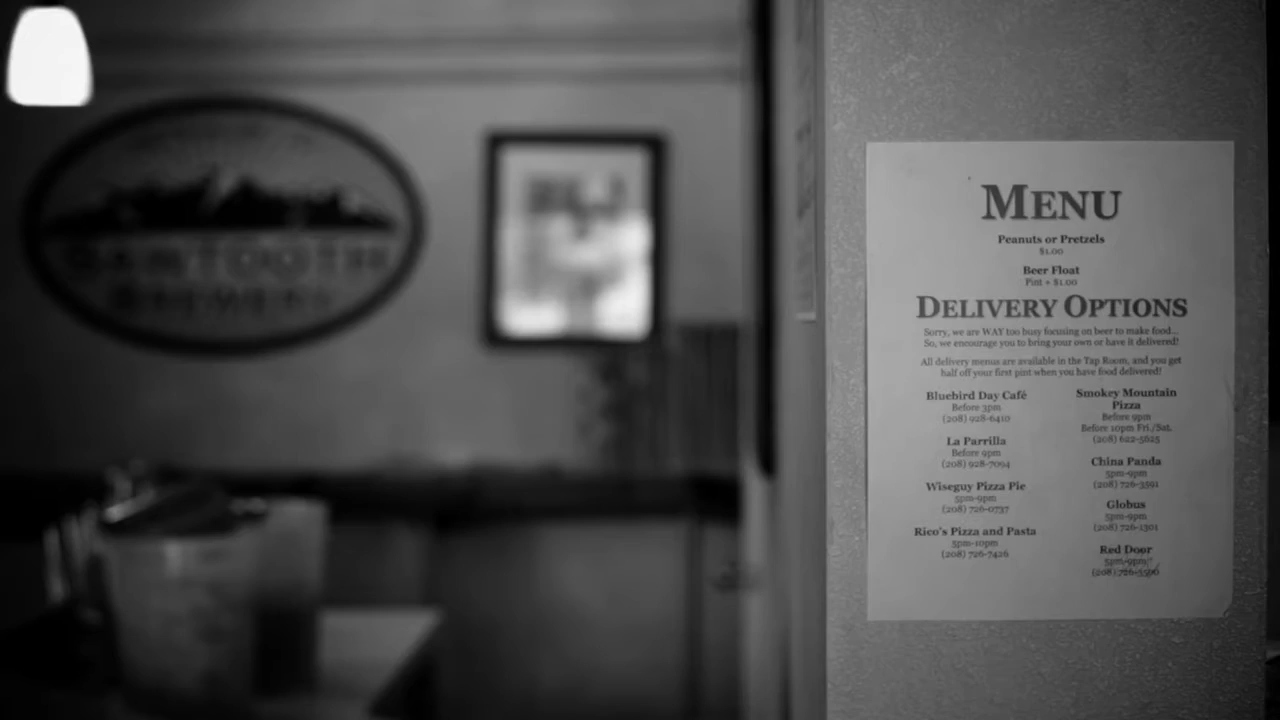 SAWTOOTH
BREWERY
MENU
Peanuts or Pretzels
$1.00
Beer Float
Pint + $1.00
DELIVERY OPTIONS
Sorry, we are WAY too busy focusing on beer to make food...
So, we encourage you to bring your own or have it delivered!
All delivery menus are available in the Tap Room, and you get
half off your first pint when you have food delivered!
Bluebird Day Café
Before 3pm
(208) 928-6410
La Parrilla
Before 9pm
(208) 928-7094
Wiseguy Pizza Pie
5pm-9pm
(208) 726-0737
Rico's Pizza and Pasta
5pm-10pm
(208) 726-7426
Smokey Mountain
Pizza
Before 9pm
Before 10pm Fri./Sat.
(208) 622-5625
China Panda
5pm-9pm
(208) 726-3591
Globus
5pm-9pm
(208) 726-1301
Red Door
5pm-9pm
(208)